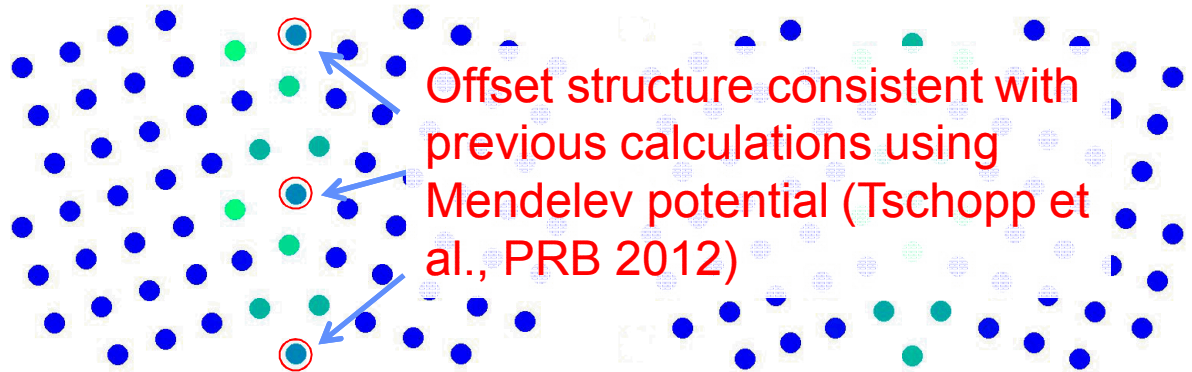 Offset structure consistent with
previous calculations using
Mendelev potential (Tschopp et
al., PRB 2012)